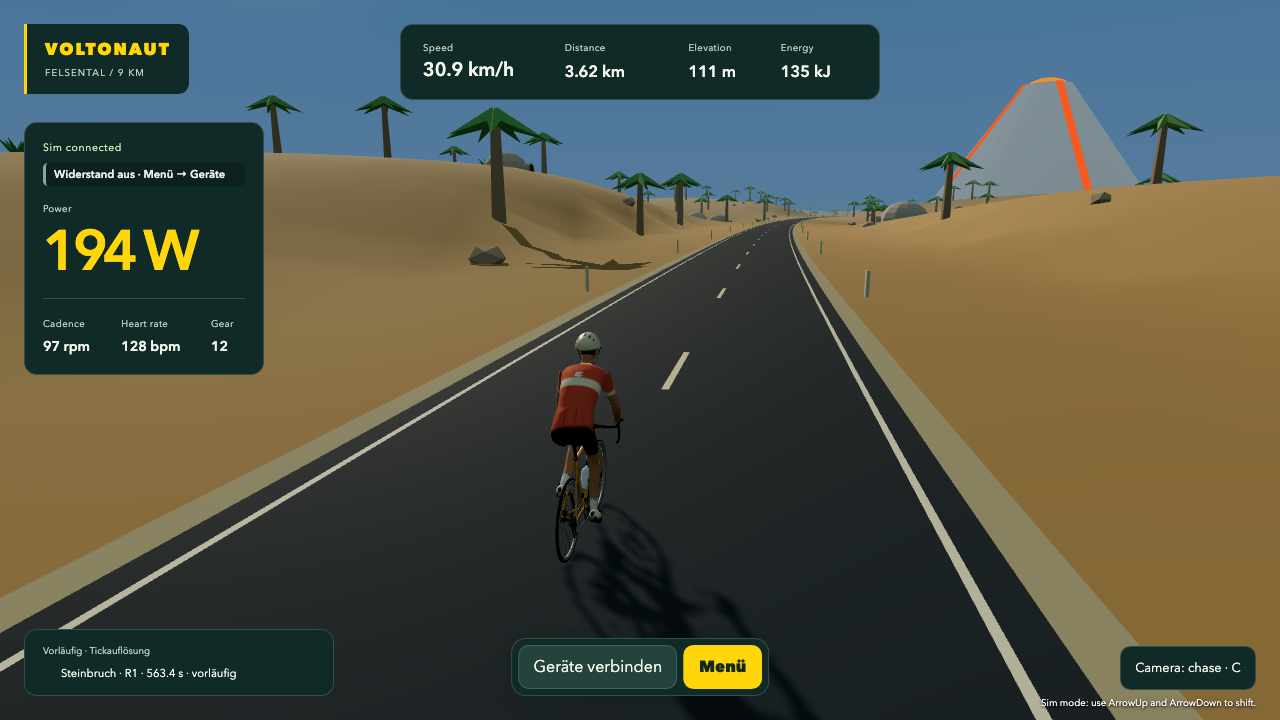 VOLTONAUT
FELSENTAL / 9 KM
Speed
30.9 km/h
Distance
3.62 km
Elevation
111 m
Energy
135 kJ
Sim connected
Widerstand aus · Menü → Geräte
Power
194 W
Cadence
97 rpm
Heart rate
128 bpm
Gear
12
Vorläufig · Tickauflösung
Steinbruch · R1 · 563.4 s · vorläufig
Geräte verbinden
Menü
Camera: chase · C
Sim mode: use ArrowUp and ArrowDown to shift.